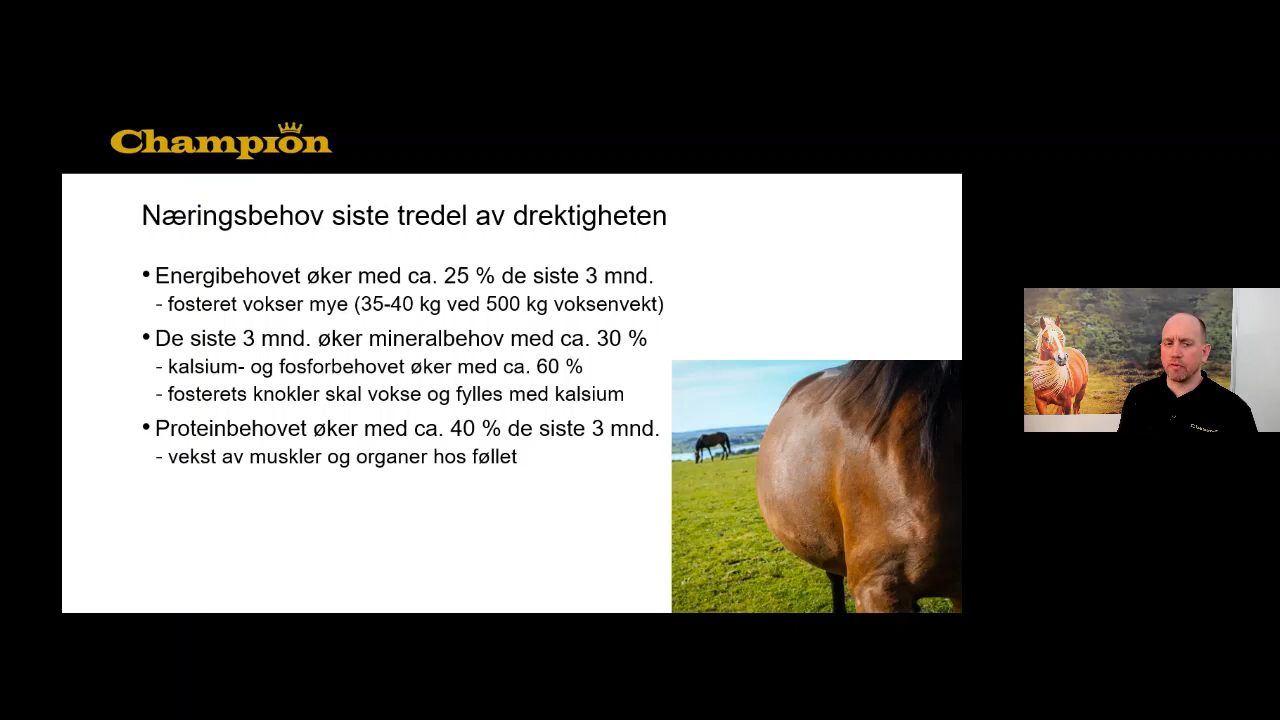 Champion
Næringsbehov siste tredel av drektigheten
• Energibehovet øker med ca. 25 % de siste 3 mnd.
- fosteret vokser mye (35-40 kg ved 500 kg voksenvekt)
• De siste 3 mnd. øker mineralbehov med ca. 30 %
- kalsium- og fosforbehovet øker med ca. 60 %
- fosterets knokler skal vokse og fylles med kalsium
• Proteinbehovet øker med ca. 40 % de siste 3 mnd.
- vekst av muskler og organer hos føllet